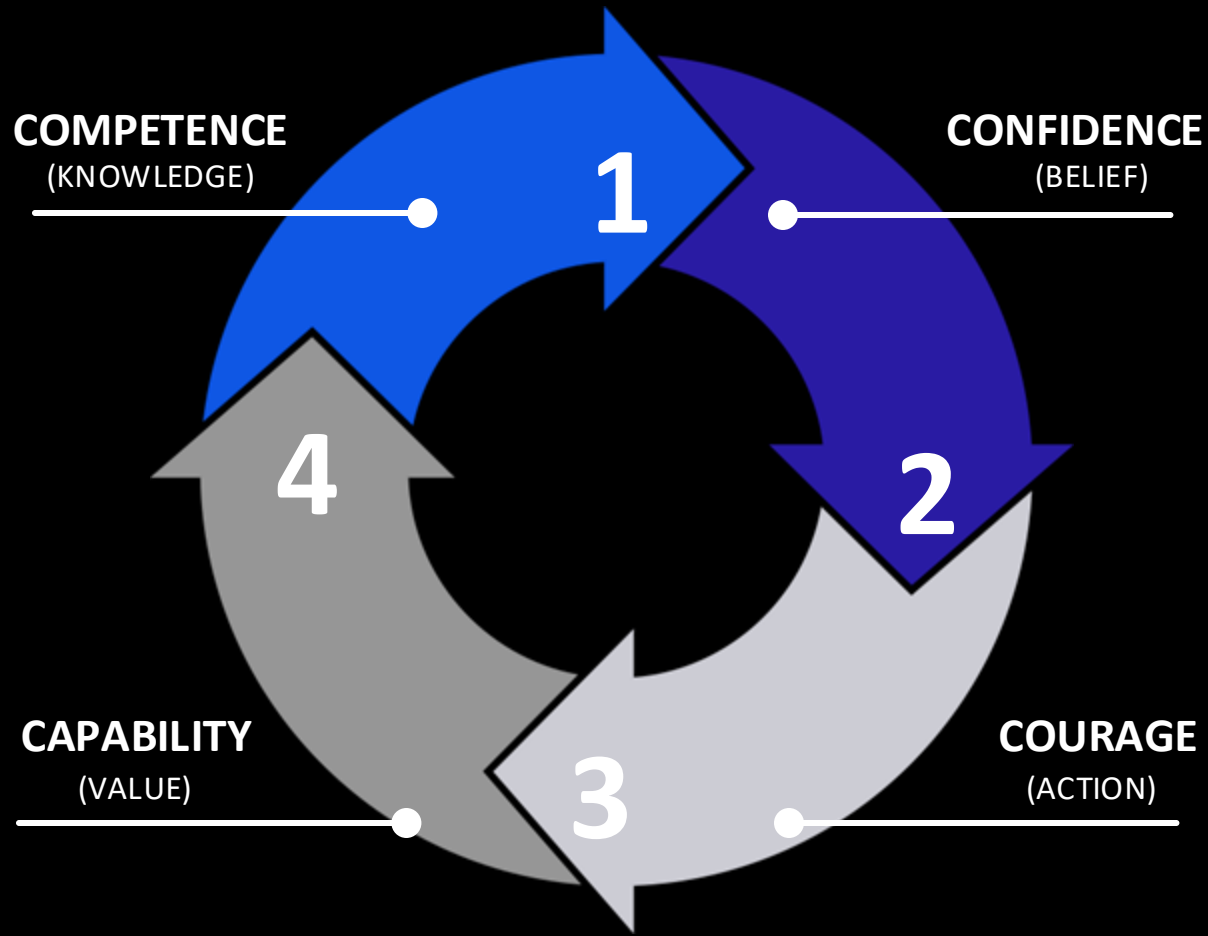 COMPETENCE
(KNOWLEDGE)
1
CONFIDENCE
(BELIEF)
2
COURAGE
(ACTION)
3
CAPABILITY
(VALUE)
4